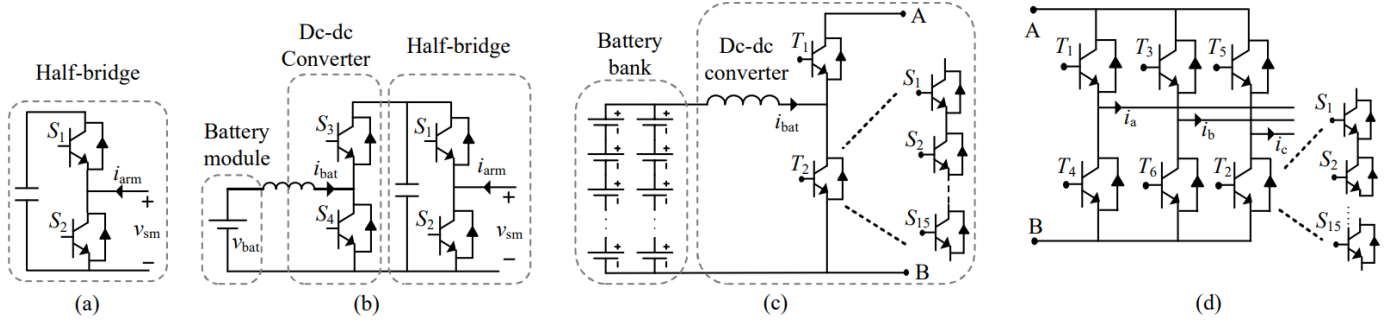 Half-bridge
S1
iarm
+
S2
vsm
−
(a)
Dc-dc
Converter
Half-bridge
Battery
module
S3
S1
ibat
iarm
+
S4
S2
vbat
vsm
−
(b)
Battery
bank
Dc-dc
converter
A
T1
S1
ibat
S2
T2
S15
B
+ +
+ +
+ +
+ +
(c)
A
T1
T3
T5
S1
ia
ib
ic
S2
T4
T6
T2
S15
B
(d)